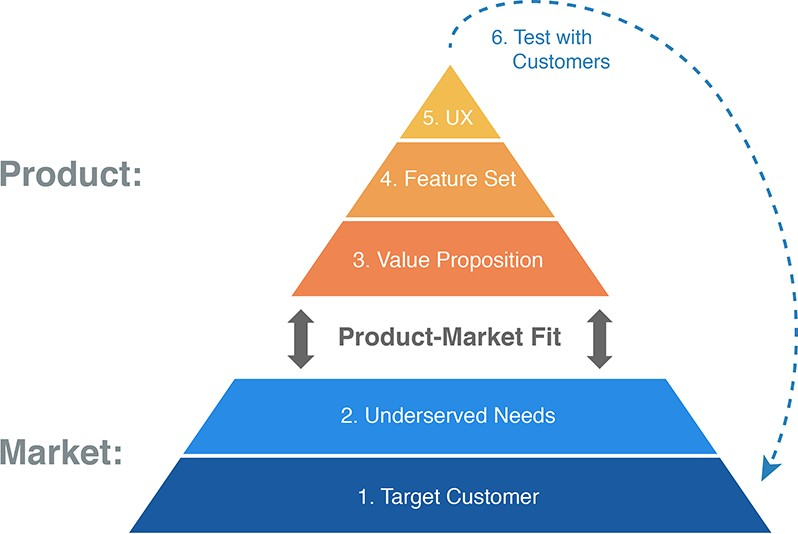 6. Test with
Customers
5. UX
Product:
4. Feature Set
3. Value Proposition
Product-Market Fit
2. Underserved Needs
Market:
1. Target Customer